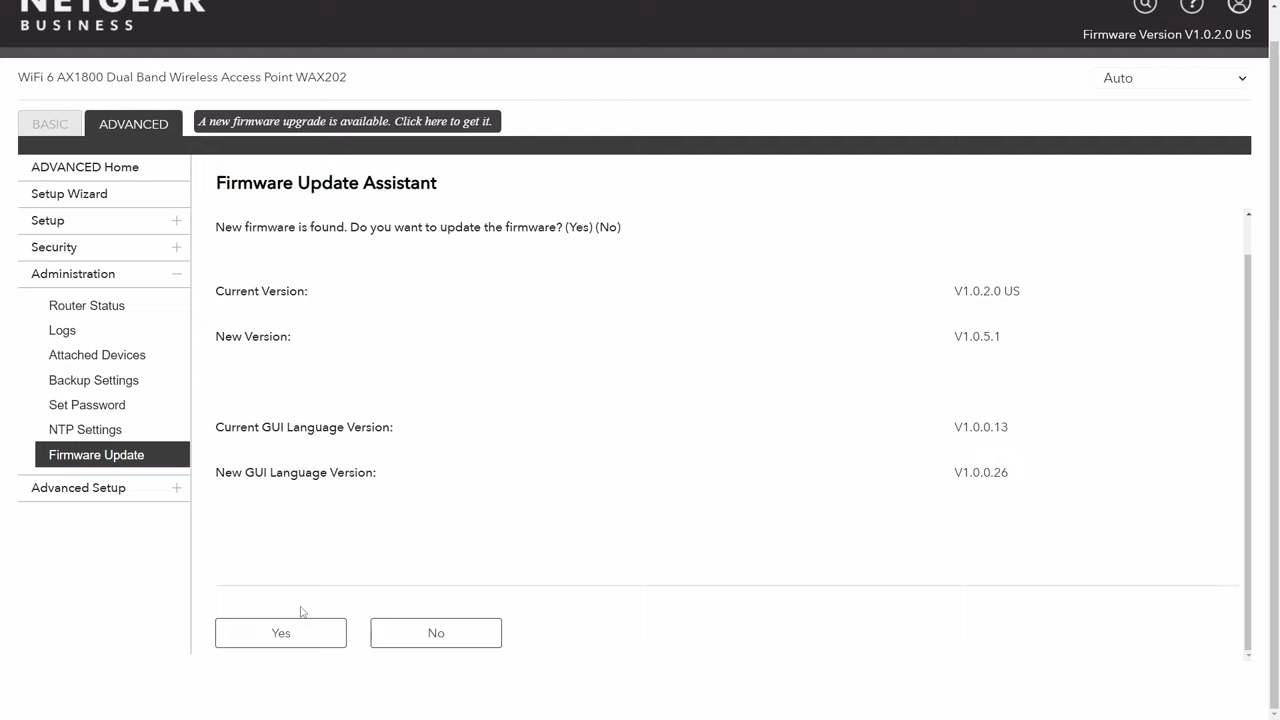 NETGEAR
BUSINESS
Firmware Version V1.0.2.0 US
WiFi 6 AX1800 Dual Band Wireless Access Point WAX202
Auto
BASIC
ADVANCED
A new firmware upgrade is available. Click here to get it.
ADVANCED Home
Setup Wizard
Setup
Security
Administration
Router Status
Logs
Attached Devices
Backup Settings
Set Password
NTP Settings
Firmware Update
Advanced Setup
Firmware Update Assistant
New firmware is found. Do you want to update the firmware? (Yes) (No)
Current Version: V1.0.2.0 US
New Version: V1.0.5.1
Current GUI Language Version: V1.0.0.13
New GUI Language Version: V1.0.0.26
Yes No